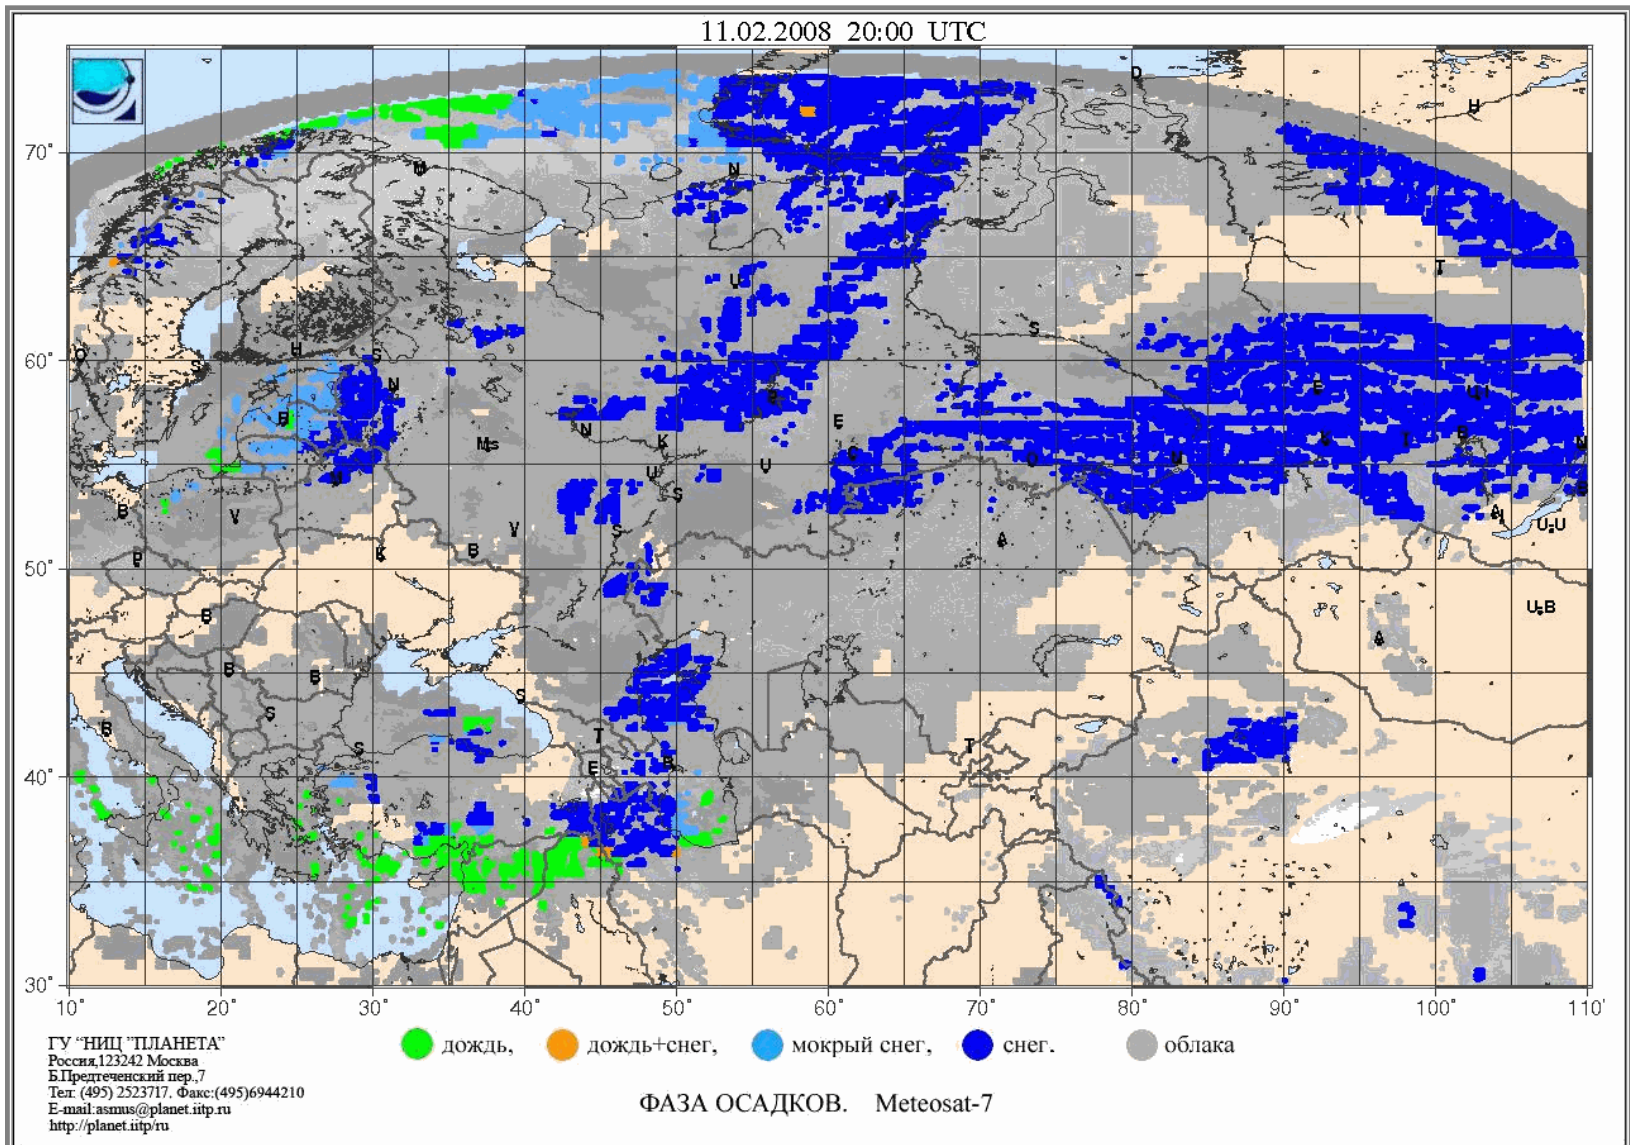 11.02.2008 20:00 UTC
70°
60°
50°
40°
30°
10 20° 30° 40° 50° 60° 70° 80° 90° 100° 110'
D
H
M
N
T
U
S
O
H
S
S
N
B
Ms
N
E
K
U
U
S
B
V
V
S
P
K
B
A
U-U
B
U-B
A
B
B
S
S
B
S
T
E
B
T
ГУ “НИЦ ”ПЛАНЕТА”
Россия,123242 Москва
Б.Предтеченский пер.,7
Тел: (495) 2523717, Факс:(495)6944210
E-mail:asmus@planet.iitp.ru
http://planet.iitp/ru
дождь, дождь+снег, мокрый снег, снег. облака
ФАЗА ОСАДКОВ. Meteosat-7